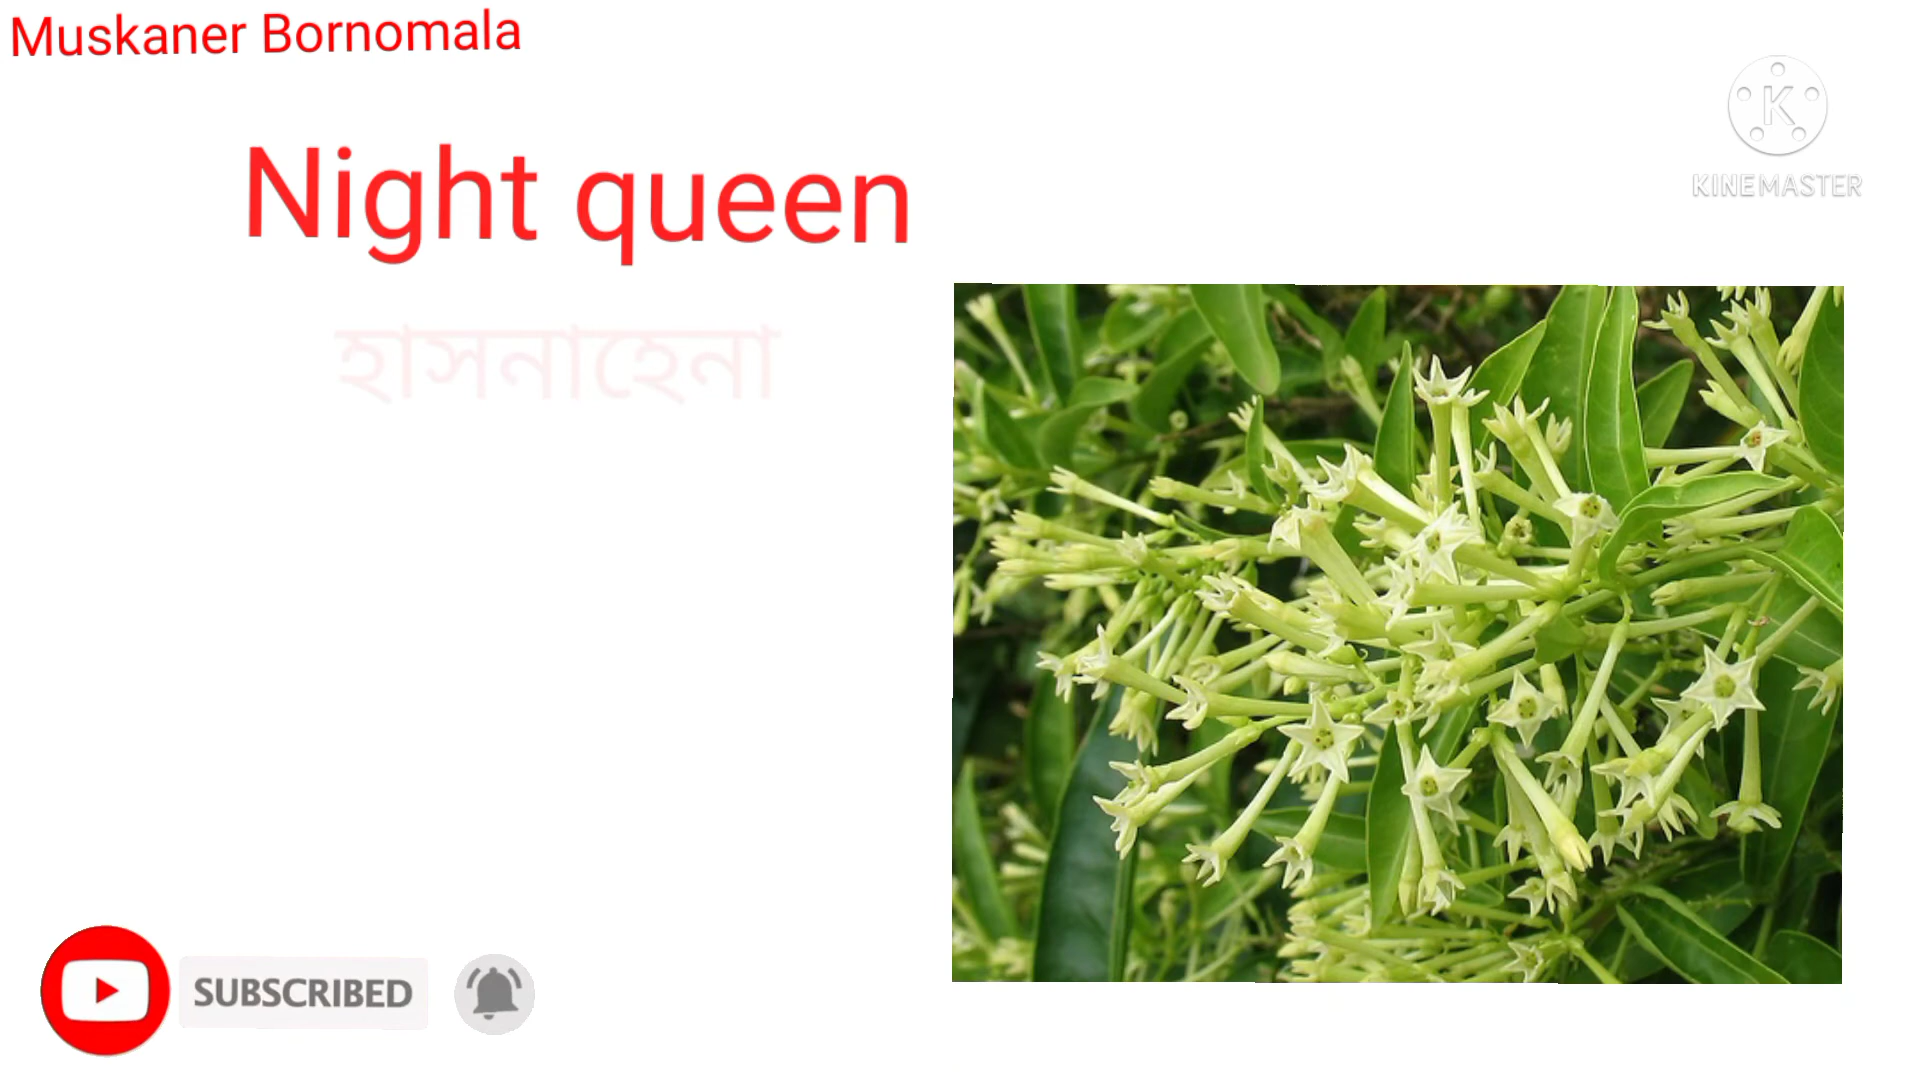 Muskaner Bornomala
K
KINEMASTER
Night queen
হাসনাহেনা
SUBSCRIBED